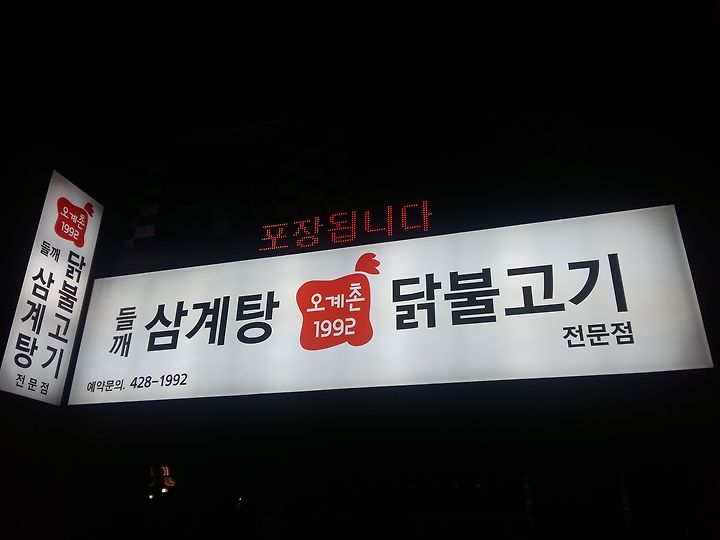 포장됩니다
오계촌
1992
들깨 삼계탕
닭불고기
전문점
들깨 삼계탕
오계촌
1992
닭불고기
전문점
예약문의. 428-1992